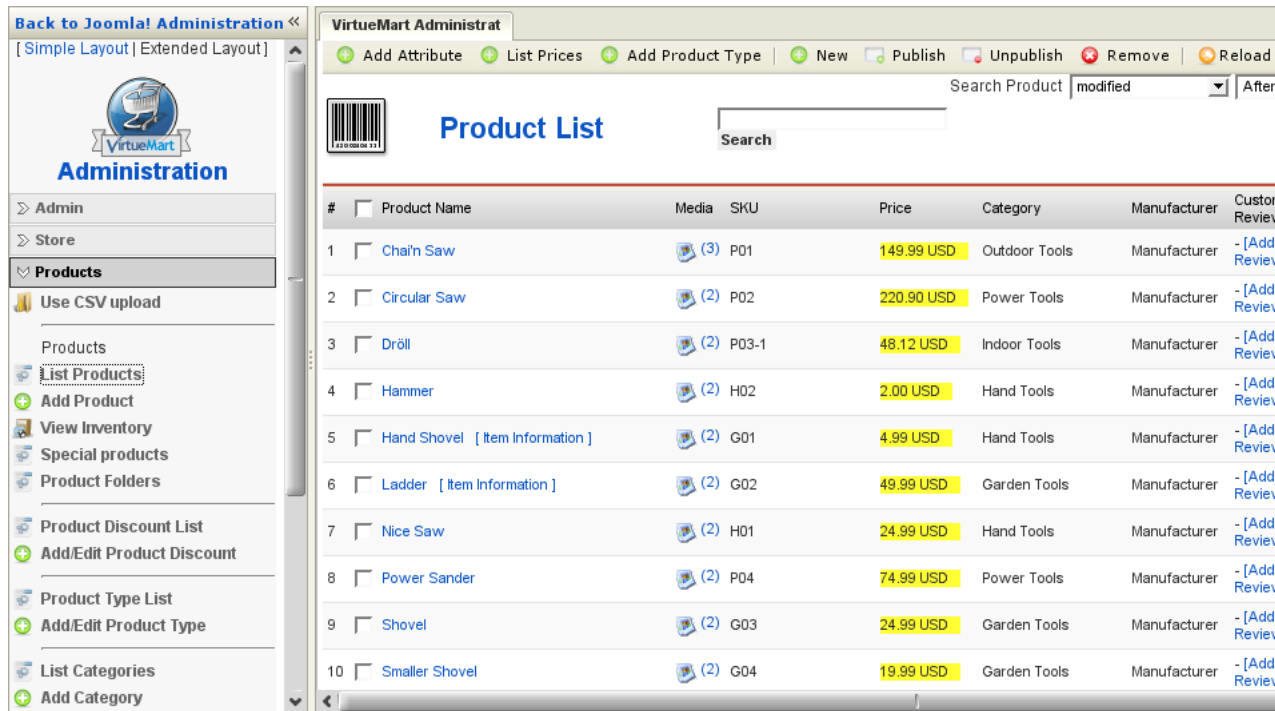 Back to Joomla! Administration «
[ Simple Layout | Extended Layout ]
VirtueMart
Administration
Admin
Store
Products
Use CSV upload
Products
List Products
Add Product
View Inventory
Special products
Product Folders
Product Discount List
Add/Edit Product Discount
Product Type List
Add/Edit Product Type
List Categories
Add Category
VirtueMart Administrat
Add Attribute List Prices Add Product Type | New Publish Unpublish Remove | Reload
Search Product modified After
Product List
Search
# Product Name Media SKU Price Category Manufacturer Custom Review
1 Chai'n Saw (3) P01 149.99 USD Outdoor Tools Manufacturer - [Add Review
2 Circular Saw (2) P02 220.90 USD Power Tools Manufacturer - [Add Review
3 Dröll (2) P03-1 48.12 USD Indoor Tools Manufacturer - [Add Review
4 Hammer (2) H02 2.00 USD Hand Tools Manufacturer - [Add Review
5 Hand Shovel [ Item Information ] (2) G01 4.99 USD Hand Tools Manufacturer - [Add Review
6 Ladder [ Item Information ] (2) G02 49.99 USD Garden Tools Manufacturer - [Add Review
7 Nice Saw (2) H01 24.99 USD Hand Tools Manufacturer - [Add Review
8 Power Sander (2) P04 74.99 USD Power Tools Manufacturer - [Add Review
9 Shovel (2) G03 24.99 USD Garden Tools Manufacturer - [Add Review
10 Smaller Shovel (2) G04 19.99 USD Garden Tools Manufacturer - [Add Review